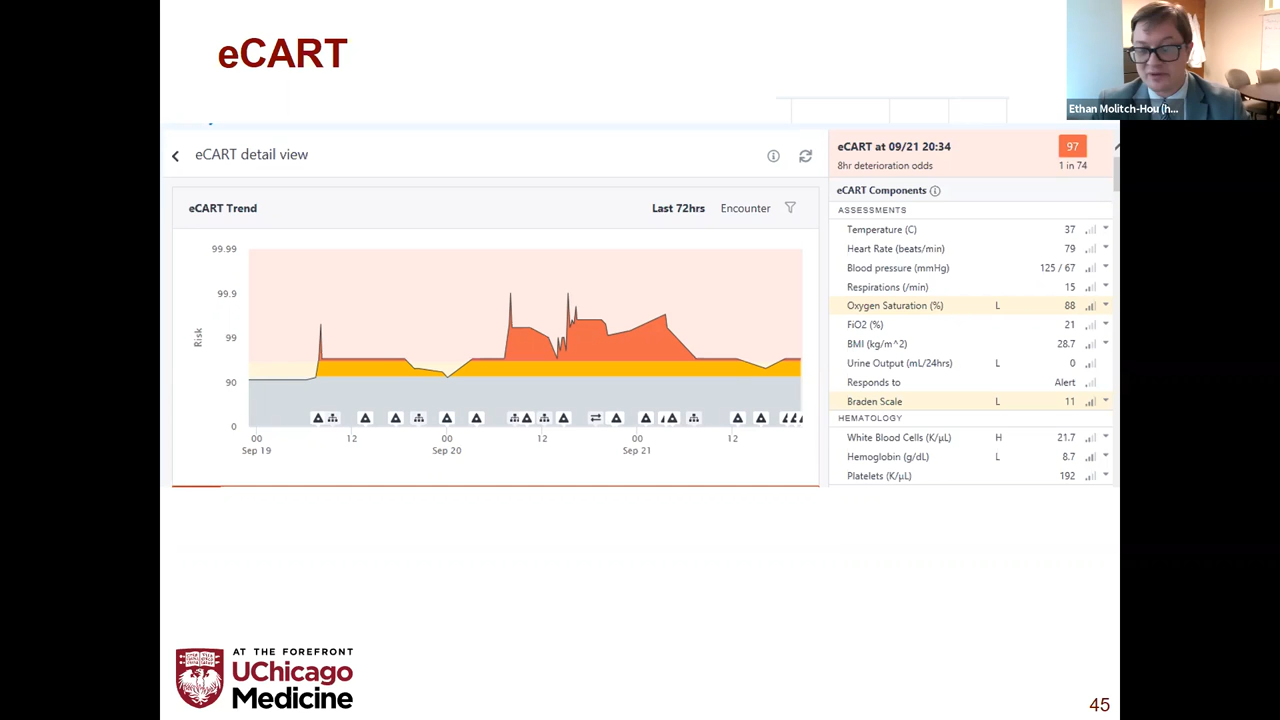 eCART
Ethan Molitch-Hou (h...
eCART detail view
eCART Trend
Last 72hrs Encounter
99.99
99.9
99
90
0
Risk
00 12 00 12 00 12
Sep 19 Sep 20 Sep 21
eCART at 09/21 20:34 97
8hr deterioration odds 1 in 74
eCART Components
ASSESSMENTS
Temperature (C) 37
Heart Rate (beats/min) 79
Blood pressure (mmHg) 125 / 67
Respirations (/min) 15
Oxygen Saturation (%) L 88
FiO2 (%) 21
BMI (kg/m^2) 28.7
Urine Output (mL/24hrs) L 0
Responds to Alert
Braden Scale L 11
HEMATOLOGY
White Blood Cells (K/µL) H 21.7
Hemoglobin (g/dL) L 8.7
Platelets (K/µL) 192
AT THE FOREFRONT
UChicago
Medicine
45